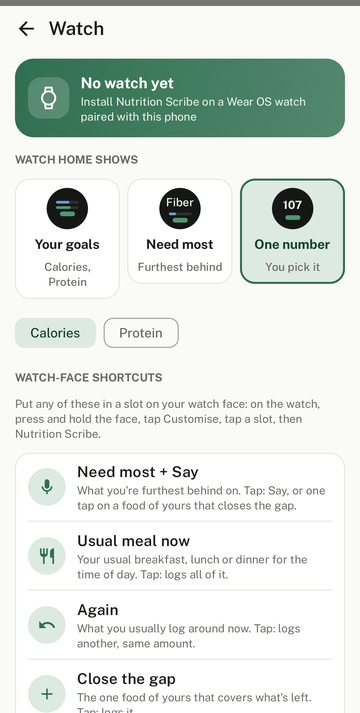 Watch
No watch yet
Install Nutrition Scribe on a Wear OS watch
paired with this phone
WATCH HOME SHOWS
Your goals
Calories,
Protein
Fiber
Need most
Furthest behind
107
One number
You pick it
Calories
Protein
WATCH-FACE SHORTCUTS
Put any of these in a slot on your watch face: on the watch,
press and hold the face, tap Customise, tap a slot, then
Nutrition Scribe.
Need most + Say
What you're furthest behind on. Tap: Say, or one
tap on a food of yours that closes the gap.
Usual meal now
Your usual breakfast, lunch or dinner for the
time of day. Tap: logs all of it.
Again
What you usually log around now. Tap: logs
another, same amount.
Close the gap
The one food of yours that covers what's left.
Tap: logs it.